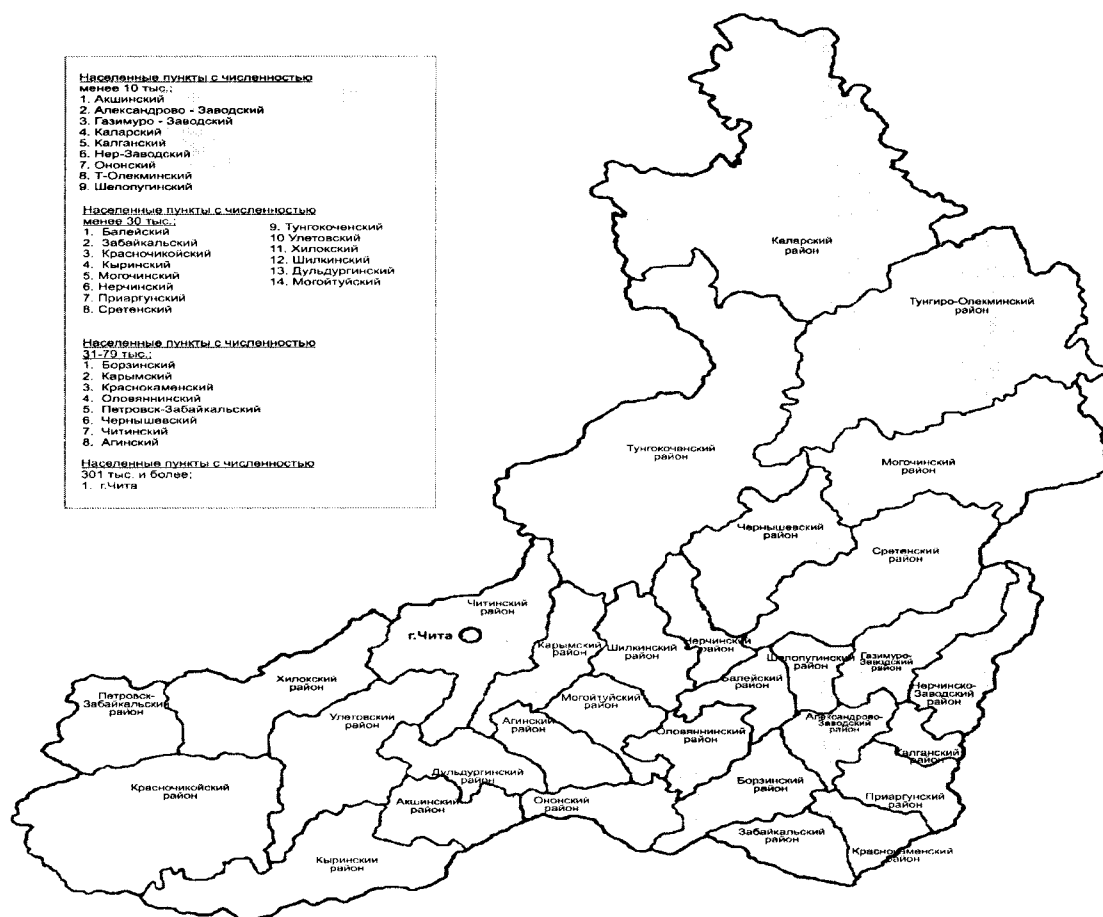 Населенные пункты с численностью
менее 10 тыс.;
1. Акшинский
2. Александрово - Заводский
3. Газимуро - Заводский
4. Каларский
5. Калганский
6. Нер-Заводский
7. Ононский
8. Т-Олекминский
9. Шелопугинский
Населенные пункты с численностью
менее 30 тыс.;
1. Балейский
2. Забайкальский
3. Красночикойский
4. Кыринский
5. Могочинский
6. Нерчинский
7. Приаргунский
8. Сретенский
9. Тунгокоченский
10 Улетовский
11. Хилокский
12. Шилкинский
13. Дульдургинский
14. Могойтуйский
Населенные пункты с численностью
31-79 тыс.;
1. Борзинский
2. Карымский
3. Краснокаменский
4. Оловяннинский
5. Петровск-Забайкальский
6. Чернышевский
7. Читинский
8. Агинский
Населенные пункты с численностью
301 тыс. и более;
1. г.Чита
Каларский
район
Тунгиро-Олекминский
район
Тунгокоченский
район
Могочинский
район
Чернышевский
район
Сретенский
район
Читинский
район
г.Чита
Карымский
район
Шилкинский
район
Нерчинский
район
Шелопугинский
район
Газимуро-
Заводский
район
Балейский
район
Нерчинско-
Заводский
район
Хилокский
район
Петровск-
Забайкальский
район
Улетовский
район
Могойтуйский
район
Агинский
район
Оловяннинский
район
Александрово-
Заводский
район
Калганский
район
Дульдургинский
район
Борзинский
район
Приаргунский
район
Красночикойский
район
Акшинский
район
Ононский
район
Забайкальский
район
Краснокаменский
район
Кыринский
район